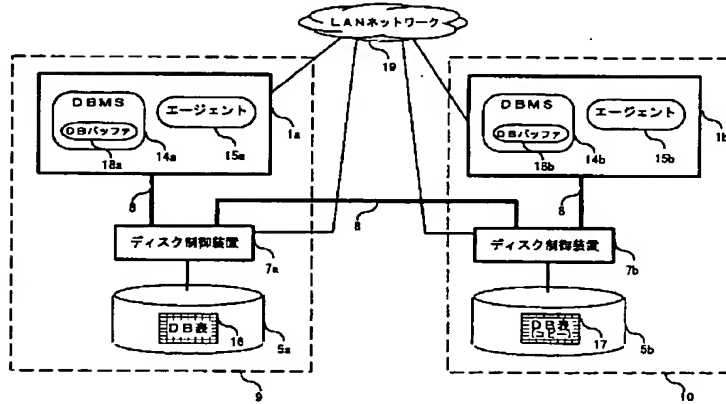 LANネットワーク
19
DBMS
DBバッファ
18a
14a
エージェント
15a
1a
DBMS
DBバッファ
18b
14b
エージェント
15b
1b
8
8
8
ディスク制御装置
7a
ディスク制御装置
7b
DB表
16
5a
DB表
(コピー)
17
5b
9
10